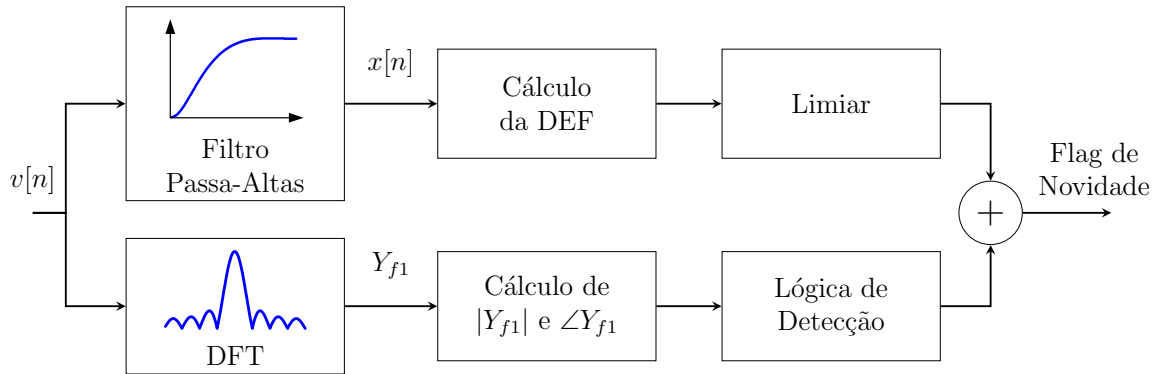 v[n]
Filtro
Passa-Altas
x[n]
Cálculo
da DEF
Limiar
DFT
Y_{f1}
Cálculo de
|Y_{f1}| e ∠Y_{f1}
Lógica de
Detecção
+
Flag de
Novidade